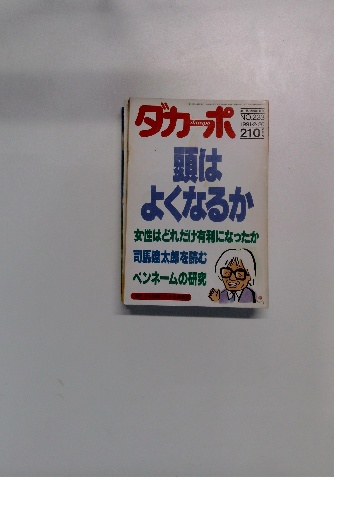 ダカーポ
210
頭は
よくなるか
女性はどれだけ有利になったか
司馬遼太郎を読む
ペンネームの研究